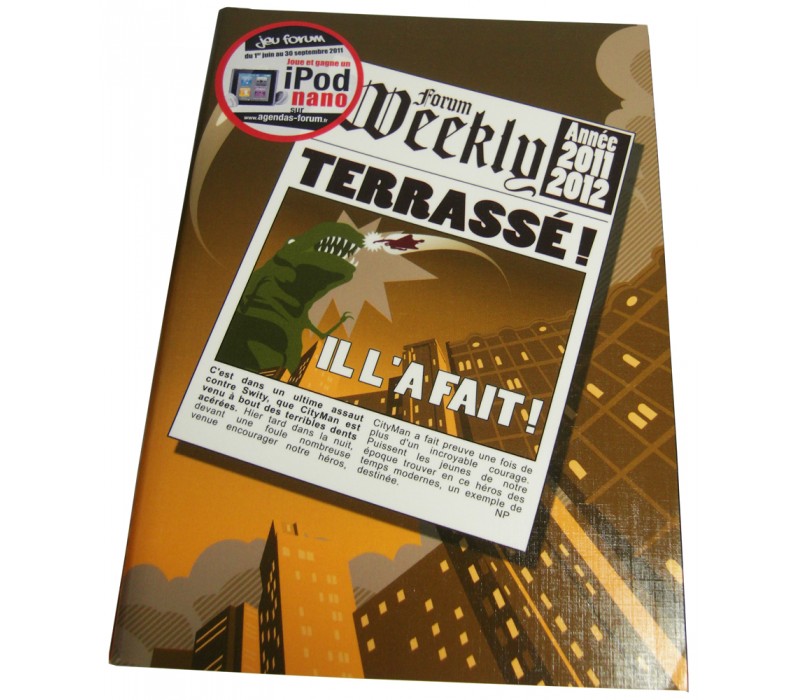 jeu forum
du 1er juin au 30 septembre 2011
Joue et gagne un
iPod
nano
sur
www.agendas-forum.fr
Forum
Weekly
Année
2011
2012
TERRASSÉ !
IL L'A FAIT !
C'est dans un ultime assaut
contre Swity, que CityMan est
venu à bout des terribles dents
acérées. Hier tard dans la nuit,
devant une foule nombreuse
venue encourager notre héros,
CityMan a fait preuve une fois de
plus d'un incroyable courage.
Puissent les jeunes de notre
époque trouver en ce héros des
temps modernes, un exemple de
destinée.
NP